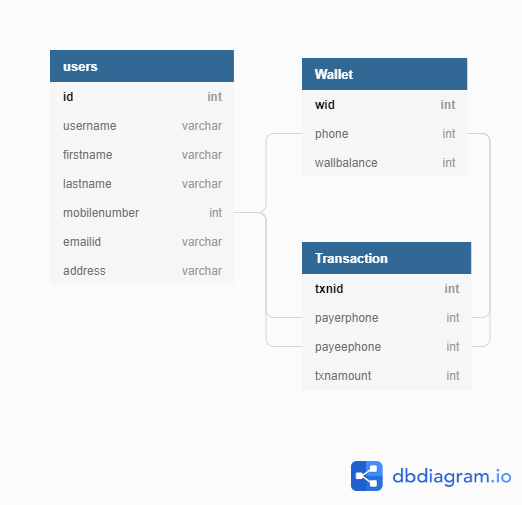 users
id int
username varchar
firstname varchar
lastname varchar
mobilenumber int
emailid varchar
address varchar
Wallet
wid int
phone int
wallbalance int
Transaction
txnid int
payerphone int
payeephone int
txnamount int
dbdiagram.io